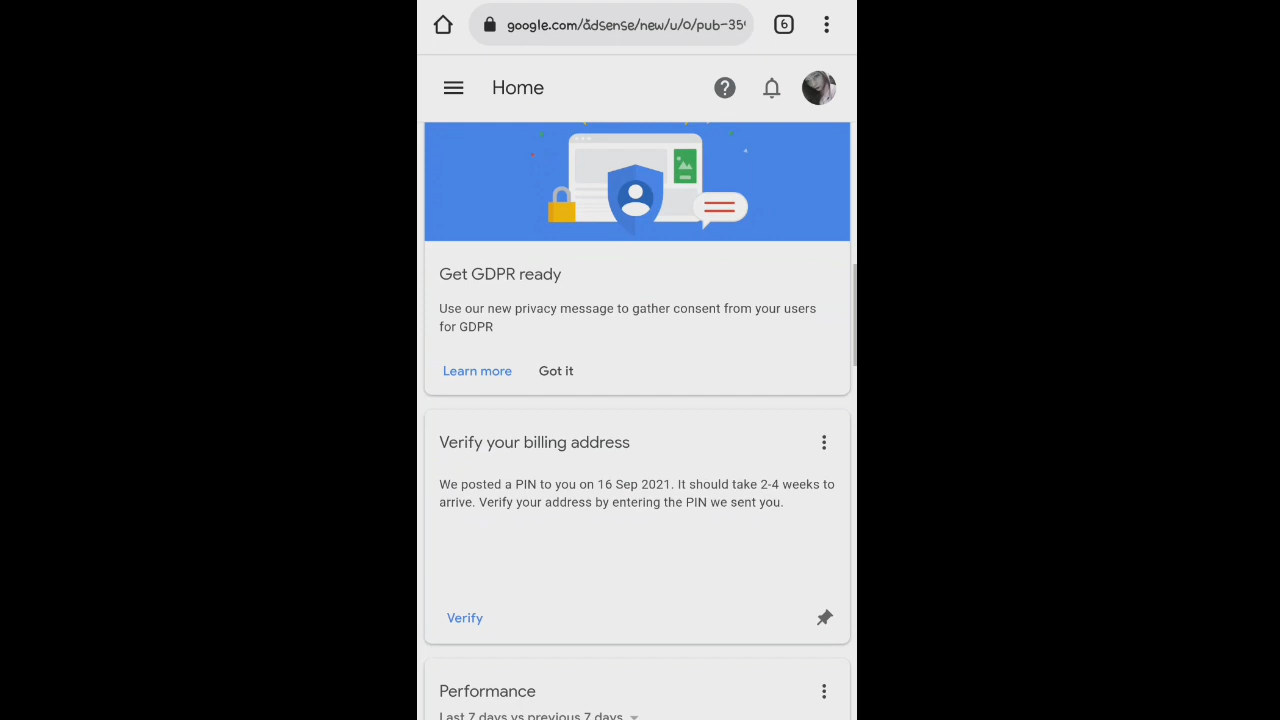 google.com/adsense/new/u/0/pub-35
6
Home
Get GDPR ready
Use our new privacy message to gather consent from your users
for GDPR
Learn more Got it
Verify your billing address
We posted a PIN to you on 16 Sep 2021. It should take 2-4 weeks to
arrive. Verify your address by entering the PIN we sent you.
Verify
Performance
Last 7 days vs previous 7 days